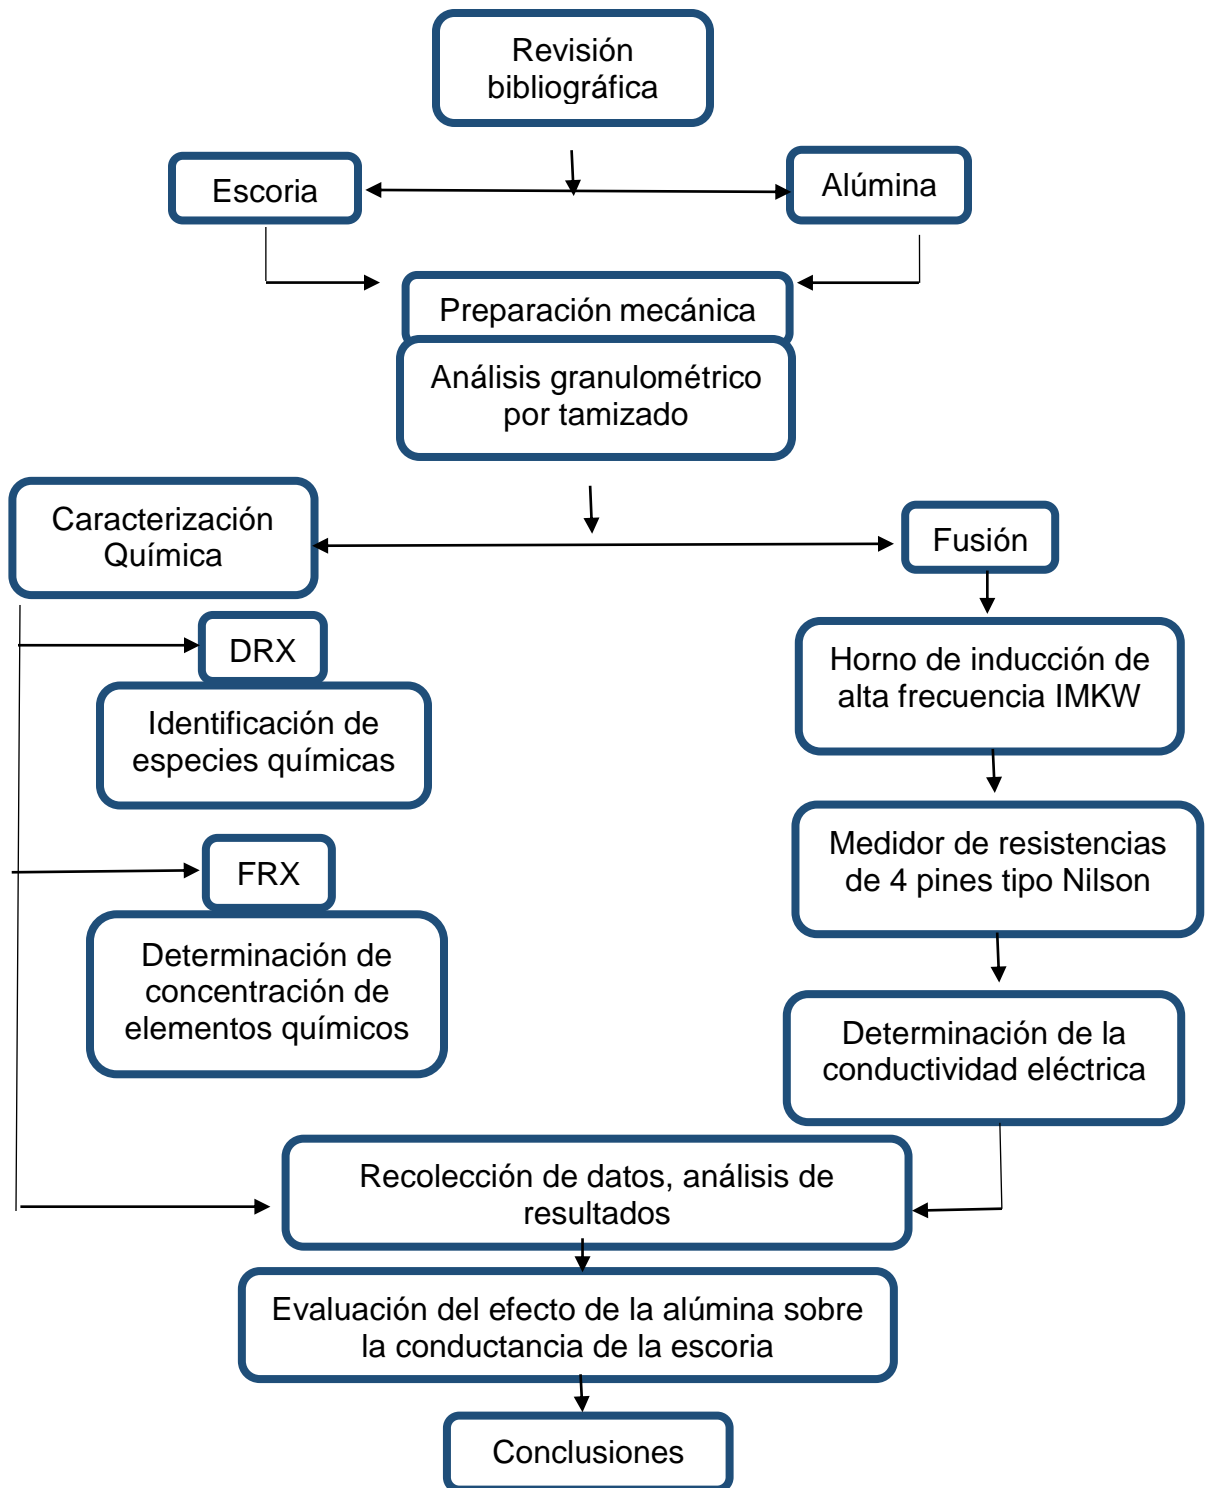 Revisión
bibliográfica
Escoria
Alúmina
Preparación mecánica
Análisis granulométrico
por tamizado
Caracterización
Química
Fusión
DRX
Identificación de
especies químicas
FRX
Determinación de
concentración de
elementos químicos
Horno de inducción de
alta frecuencia IMKW
Medidor de resistencias
de 4 pines tipo Nilson
Determinación de la
conductividad eléctrica
Recolección de datos, análisis de
resultados
Evaluación del efecto de la alúmina sobre
la conductancia de la escoria
Conclusiones